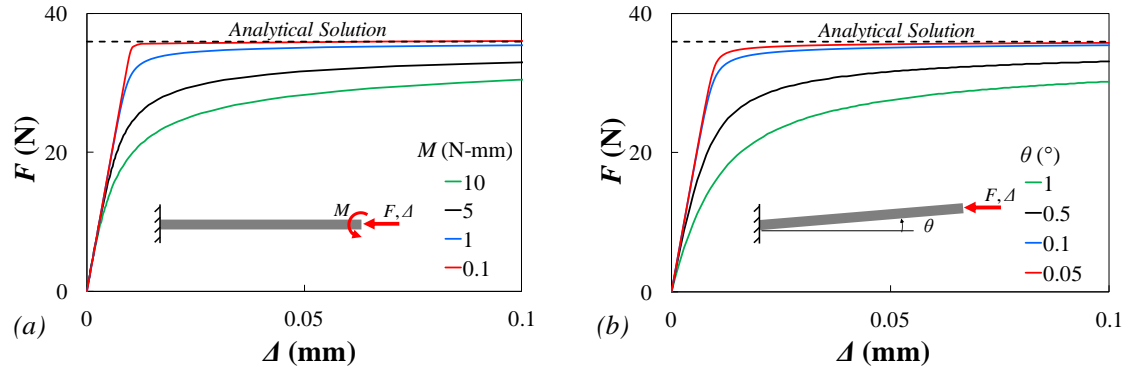 40
Analytical Solution
F (N)
20
M (N-mm)
10
5
1
0.1
M
F, Δ
0
0
0.05
0.1
(a)
Δ (mm)
40
Analytical Solution
F (N)
20
θ (°)
1
0.5
0.1
0.05
F, Δ
θ
0
0
0.05
0.1
(b)
Δ (mm)